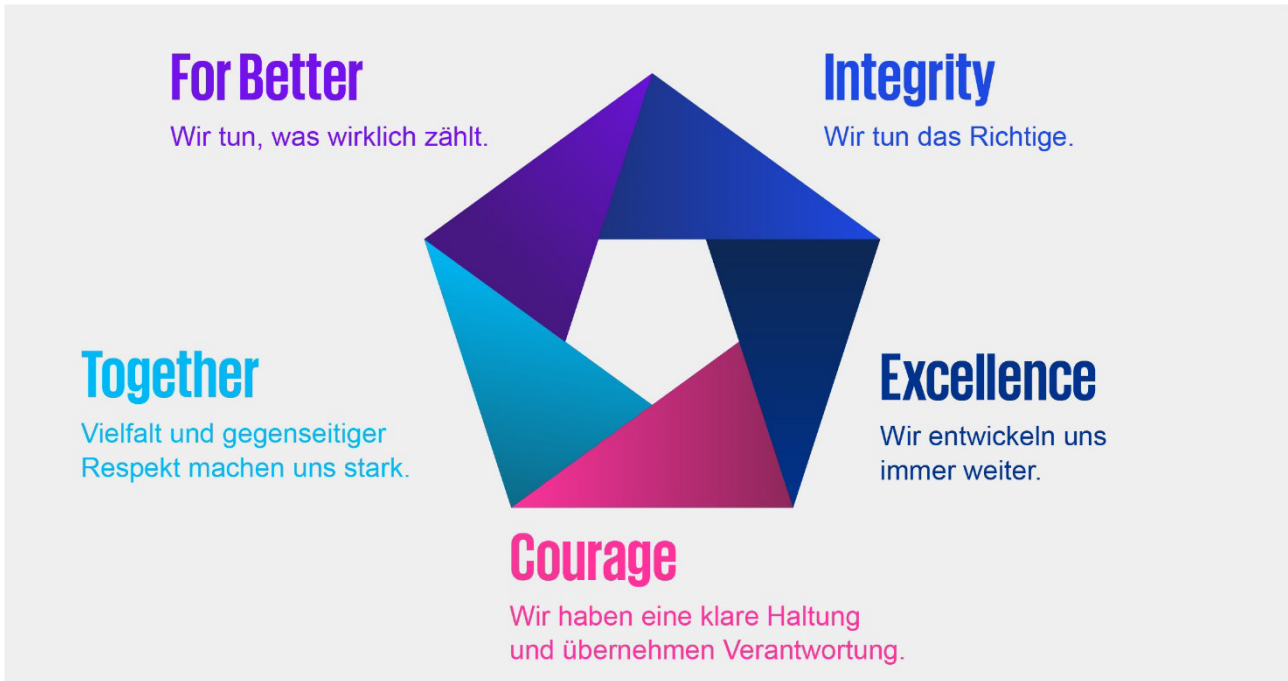 For Better
Wir tun, was wirklich zählt.
Integrity
Wir tun das Richtige.
Together
Vielfalt und gegenseitiger
Respekt machen uns stark.
Excellence
Wir entwickeln uns
immer weiter.
Courage
Wir haben eine klare Haltung
und übernehmen Verantwortung.